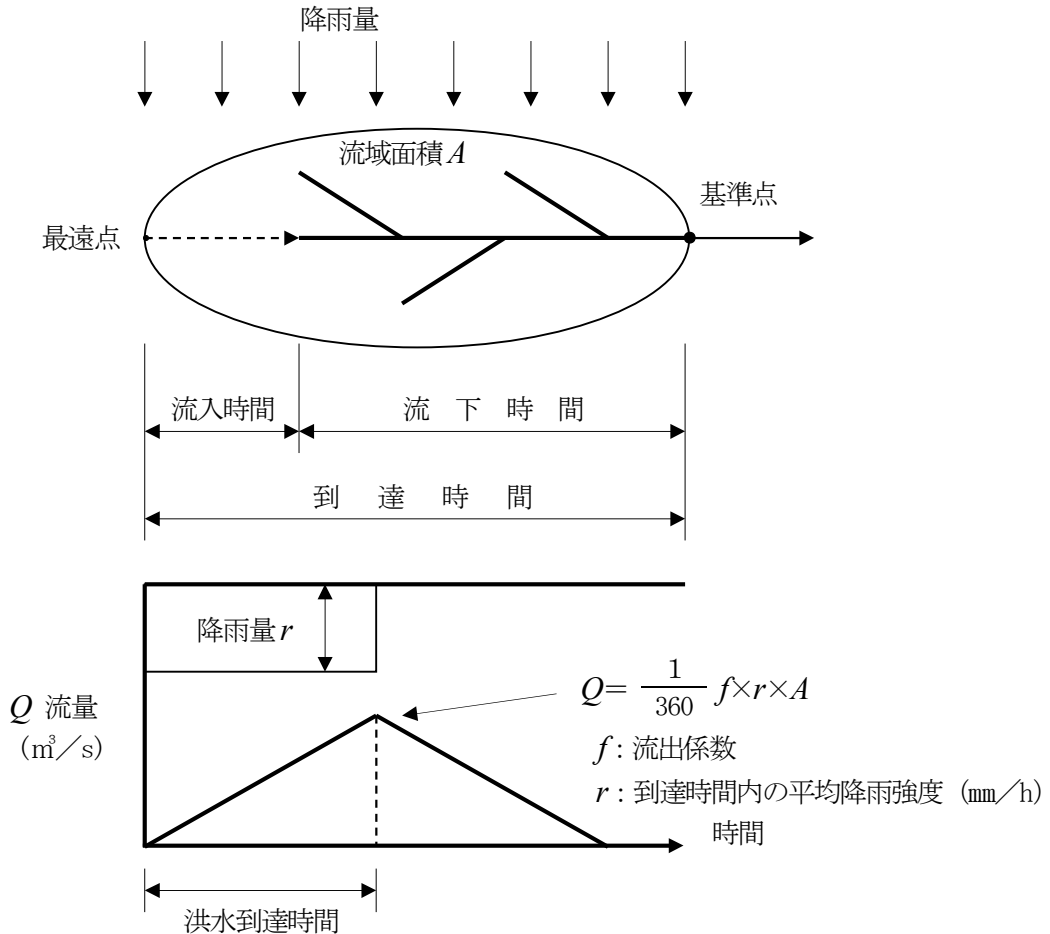 降雨量
流域面積A
基準点
最遠点
流入時間
流 下 時 間
到 達 時 間
降雨量r
Q 流量
(㎥/s)
Q= 1/360 f×r×A
f:流出係数
r:到達時間内の平均降雨強度(㎜/h)
時間
洪水到達時間